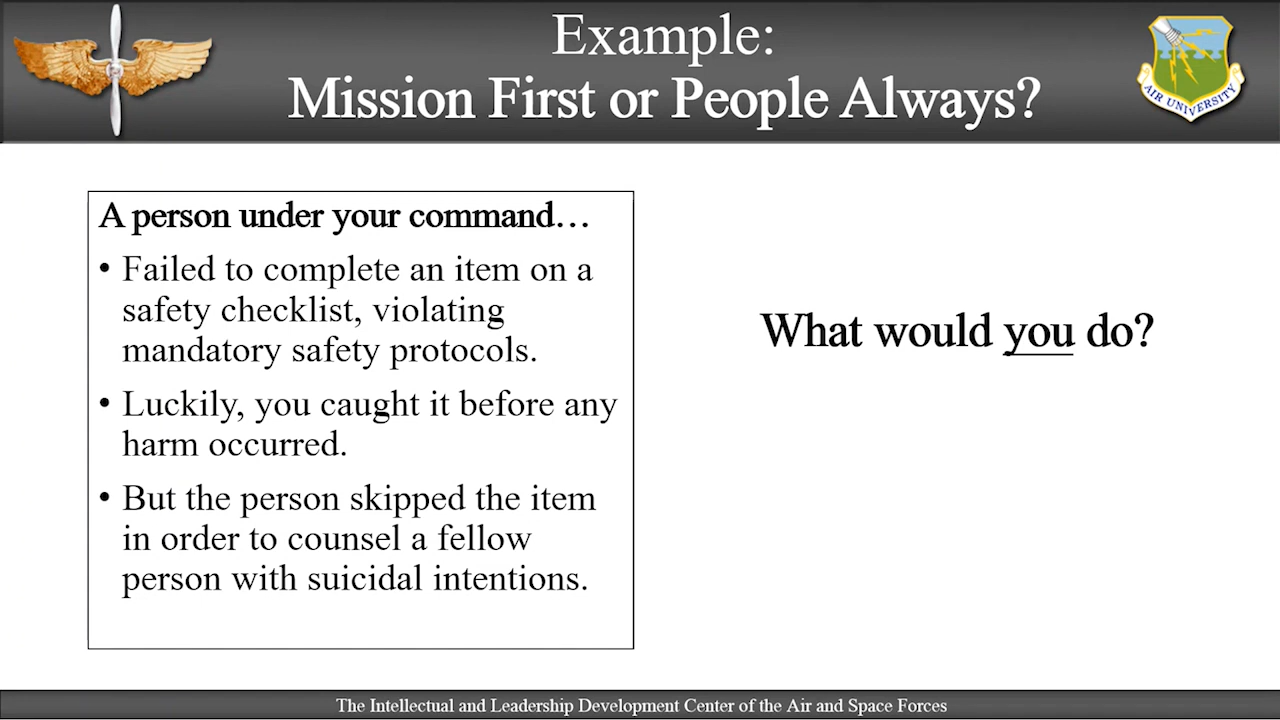 Example:
Mission First or People Always?
AIR UNIVERSITY
A person under your command…
• Failed to complete an item on a
safety checklist, violating
mandatory safety protocols.
• Luckily, you caught it before any
harm occurred.
• But the person skipped the item
in order to counsel a fellow
person with suicidal intentions.
What would you do?
The Intellectual and Leadership Development Center of the Air and Space Forces